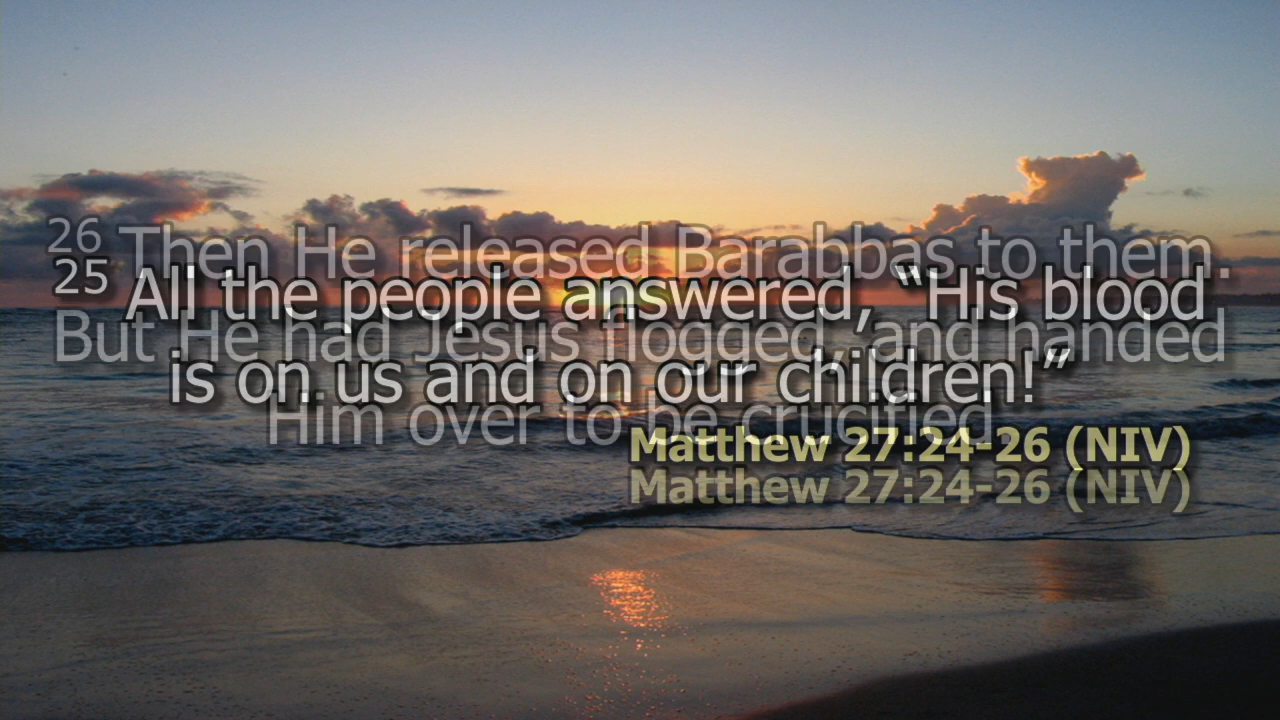 25 All the people answered, “His blood
is on us and on our children!”
Matthew 27:24-26 (NIV)
26 Then He released Barabbas to them.
But He had Jesus flogged, and handed
Him over to be crucified.
Matthew 27:24-26 (NIV)